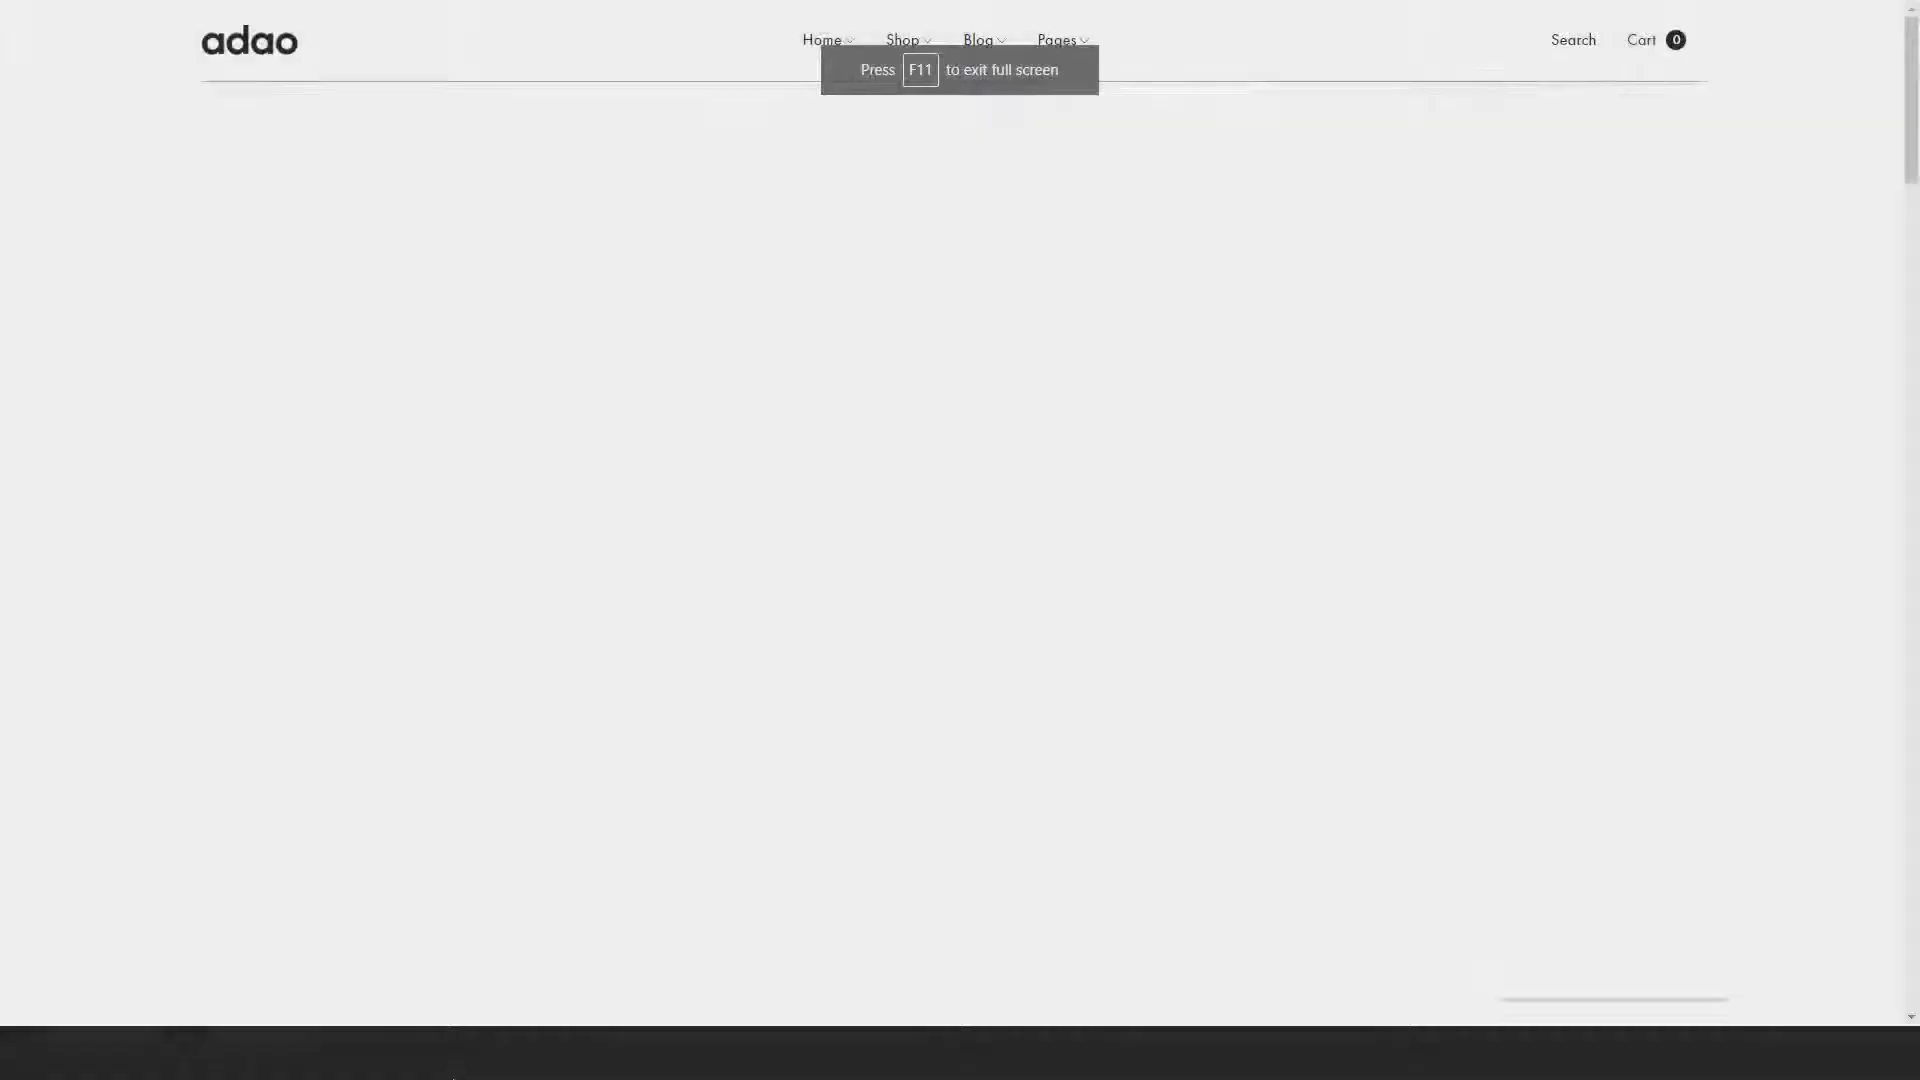 adao
Home Shop Blog Pages
Search Cart 0
Press F11 to exit full screen